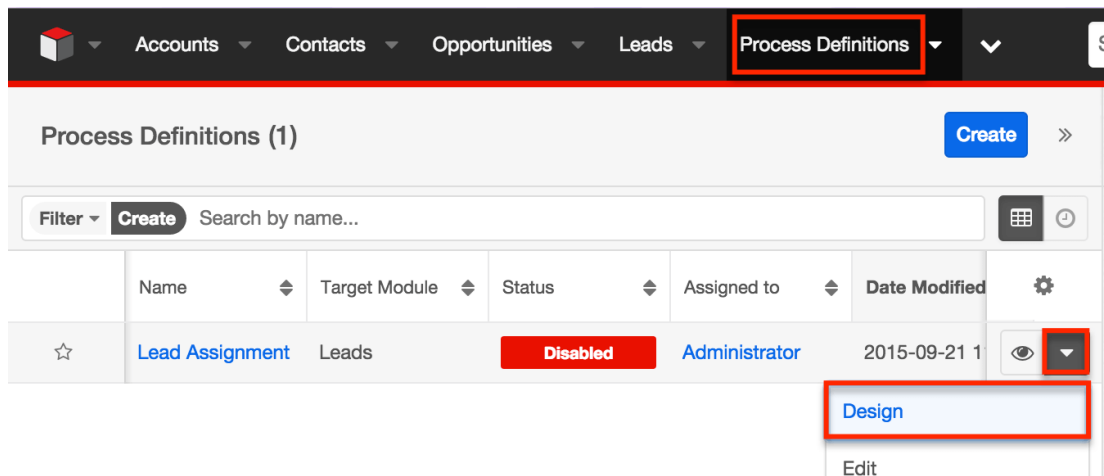 Accounts Contacts Opportunities Leads Process Definitions
Process Definitions (1) Create
Filter Create Search by name...
Name Target Module Status Assigned to Date Modified
Lead Assignment Leads Disabled Administrator 2015-09-21 1
Design
Edit